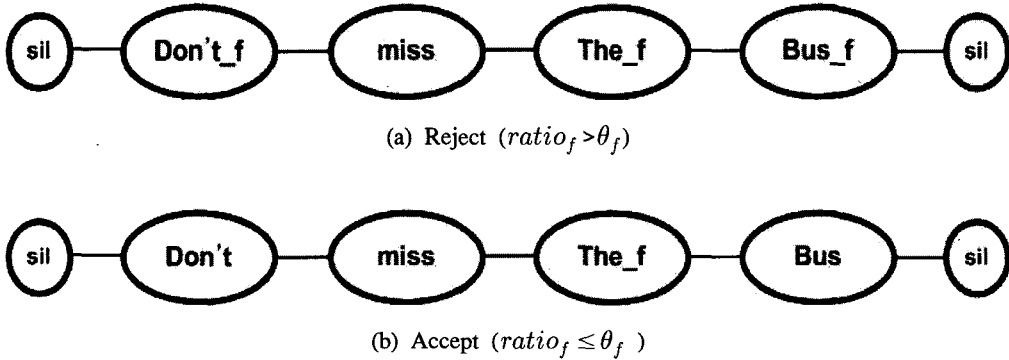 sil Don't_f miss The_f Bus_f sil
(a) Reject (ratio_f >θ_f)
sil Don't miss The_f Bus sil
(b) Accept (ratio_f ≤ θ_f )